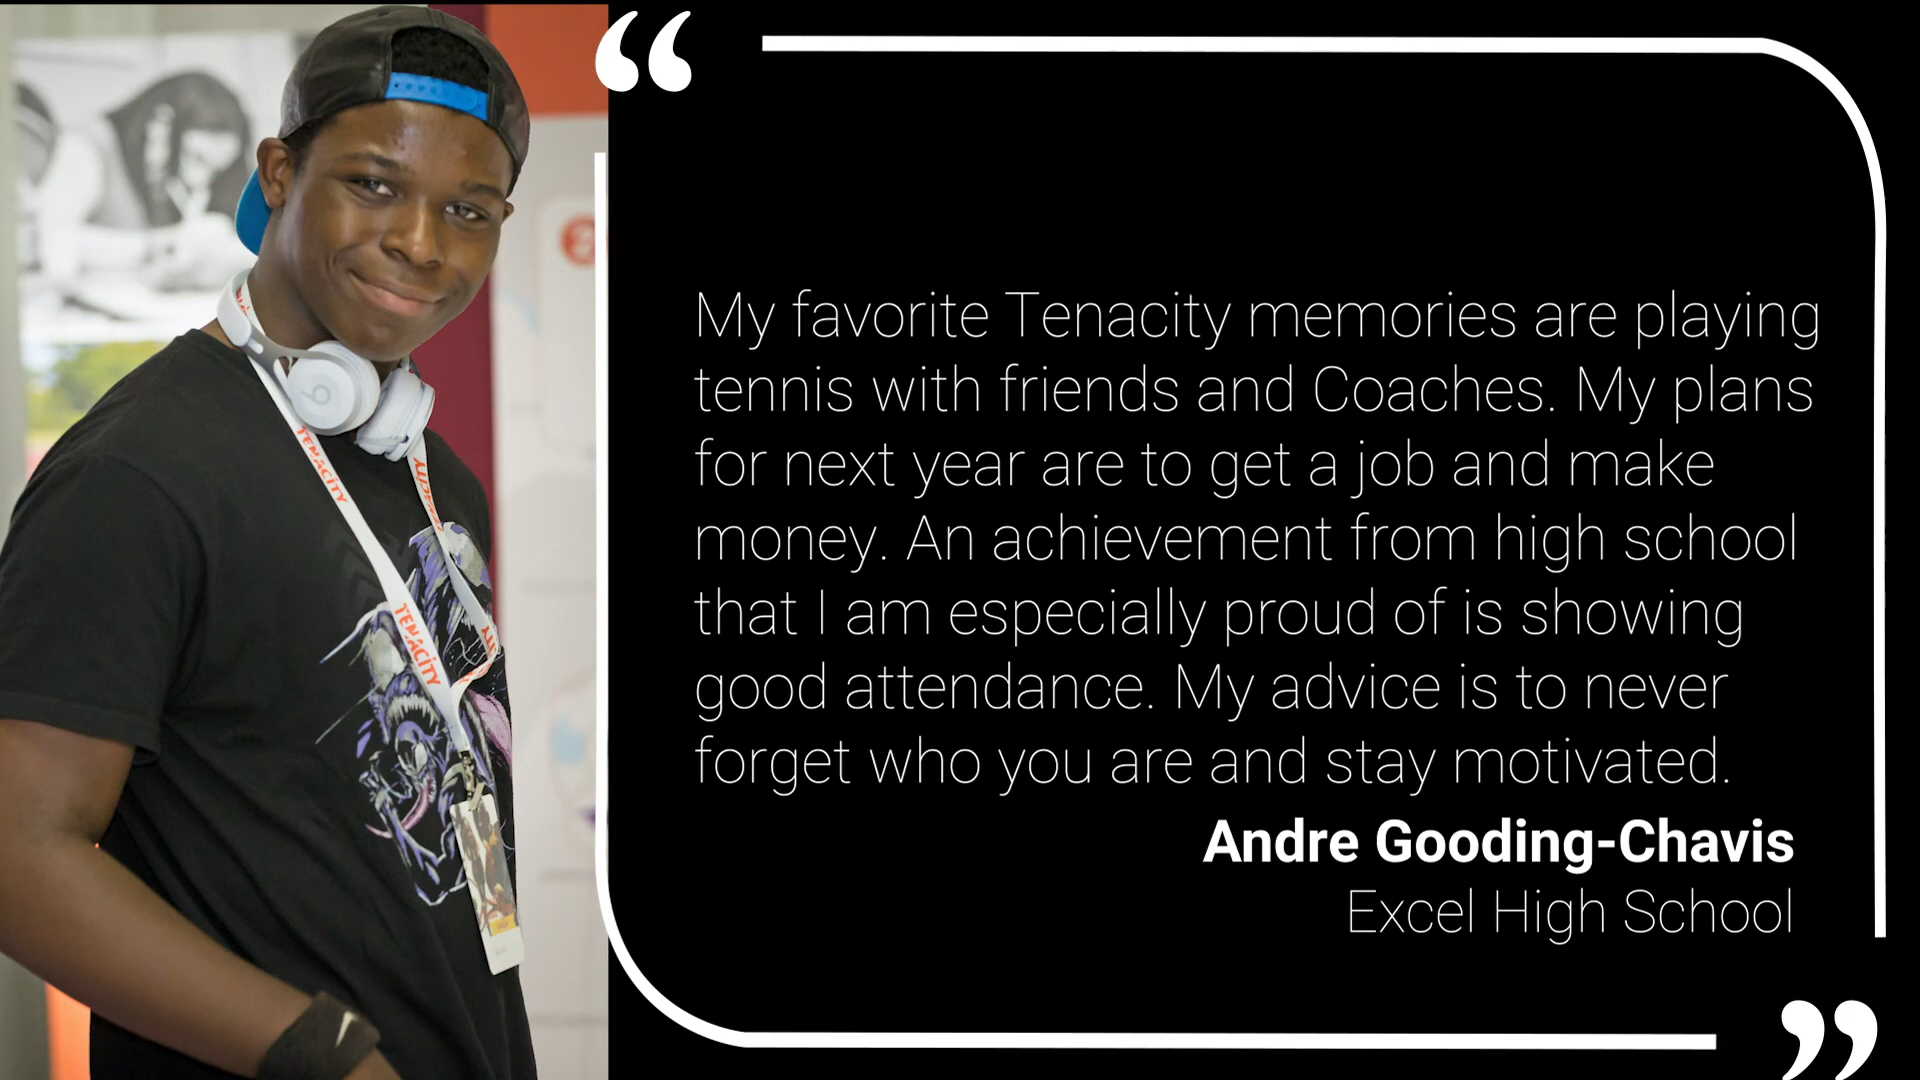 “
My favorite Tenacity memories are playing
tennis with friends and Coaches. My plans
for next year are to get a job and make
money. An achievement from high school
that I am especially proud of is showing
good attendance. My advice is to never
forget who you are and stay motivated.
Andre Gooding-Chavis
Excel High School
”
TENACITY
TENACITY
TENACITY